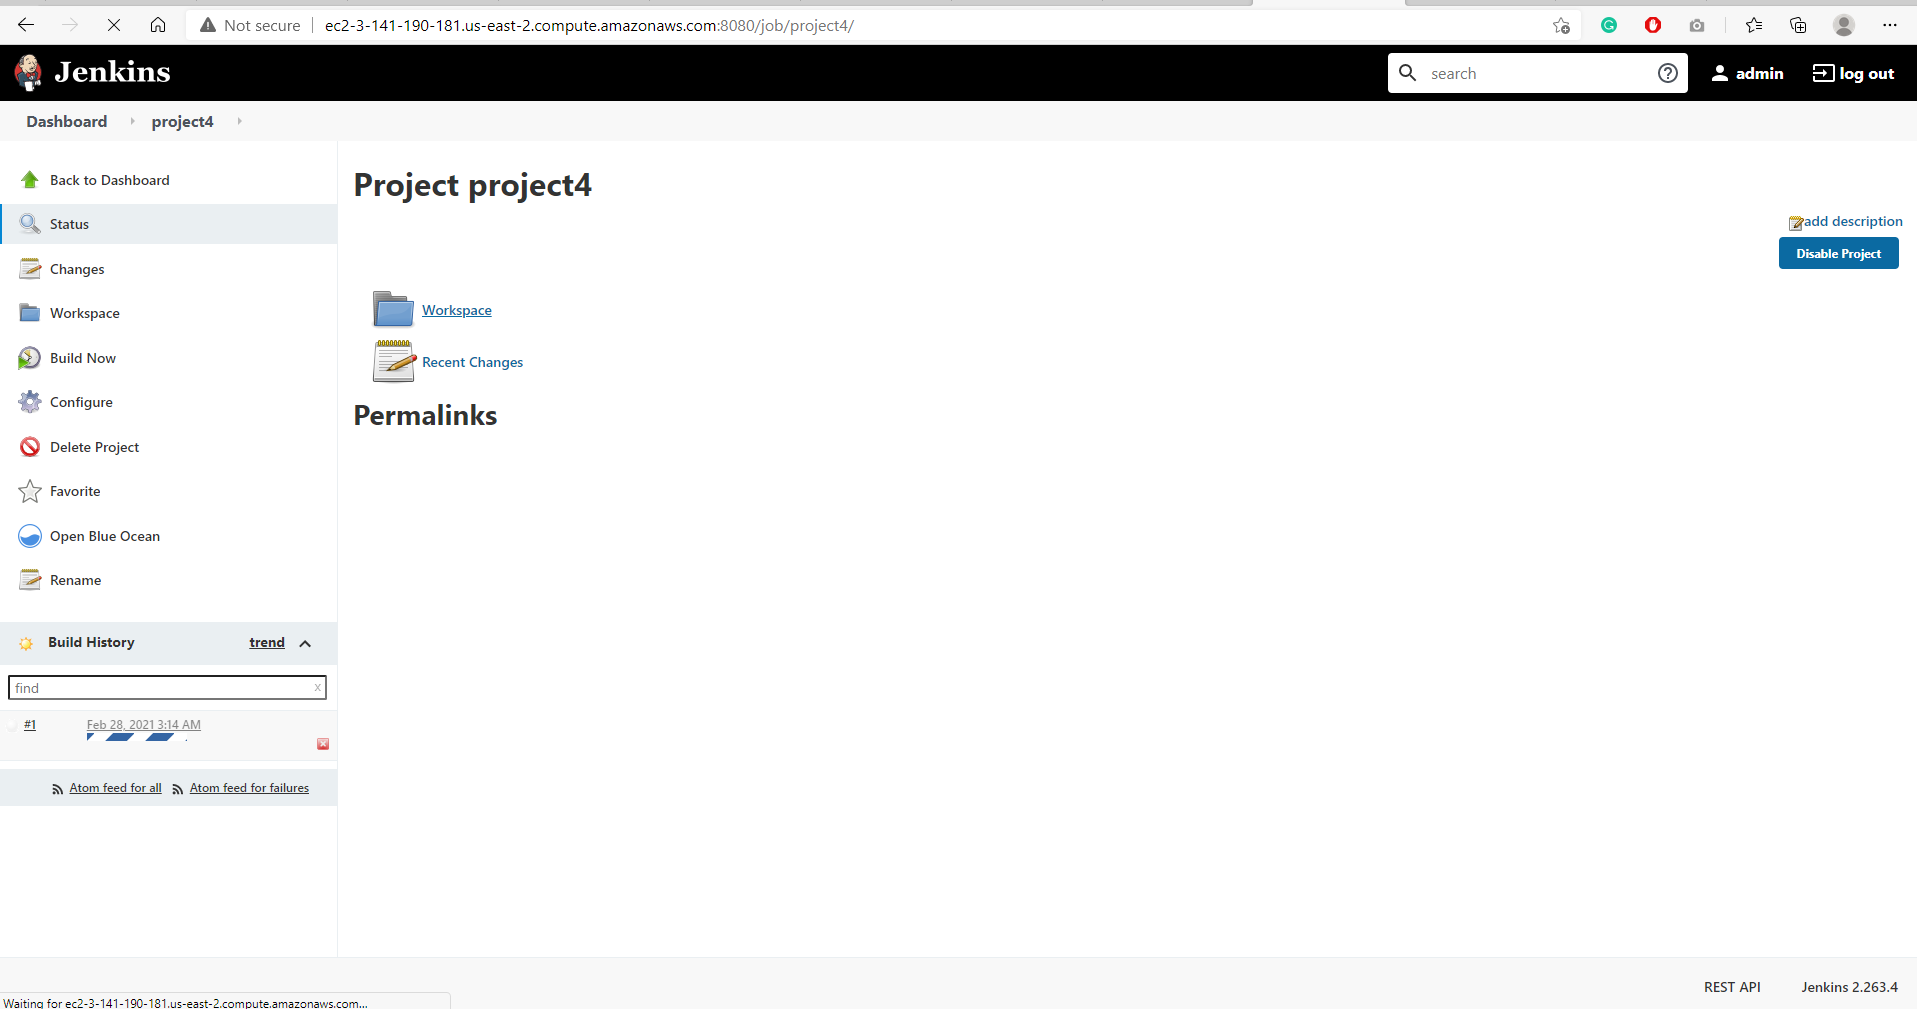 Not secure ec2-3-141-190-181.us-east-2.compute.amazonaws.com:8080/job/project4/
Jenkins
search
admin
log out
Dashboard
project4
Back to Dashboard
Status
Changes
Workspace
Build Now
Configure
Delete Project
Favorite
Open Blue Ocean
Rename
Build History
trend
find
x
#1
Feb 28, 2021 3:14 AM
Atom feed for all
Atom feed for failures
Project project4
add description
Disable Project
Workspace
Recent Changes
Permalinks
REST API
Jenkins 2.263.4
Waiting for ec2-3-141-190-181.us-east-2.compute.amazonaws.com...